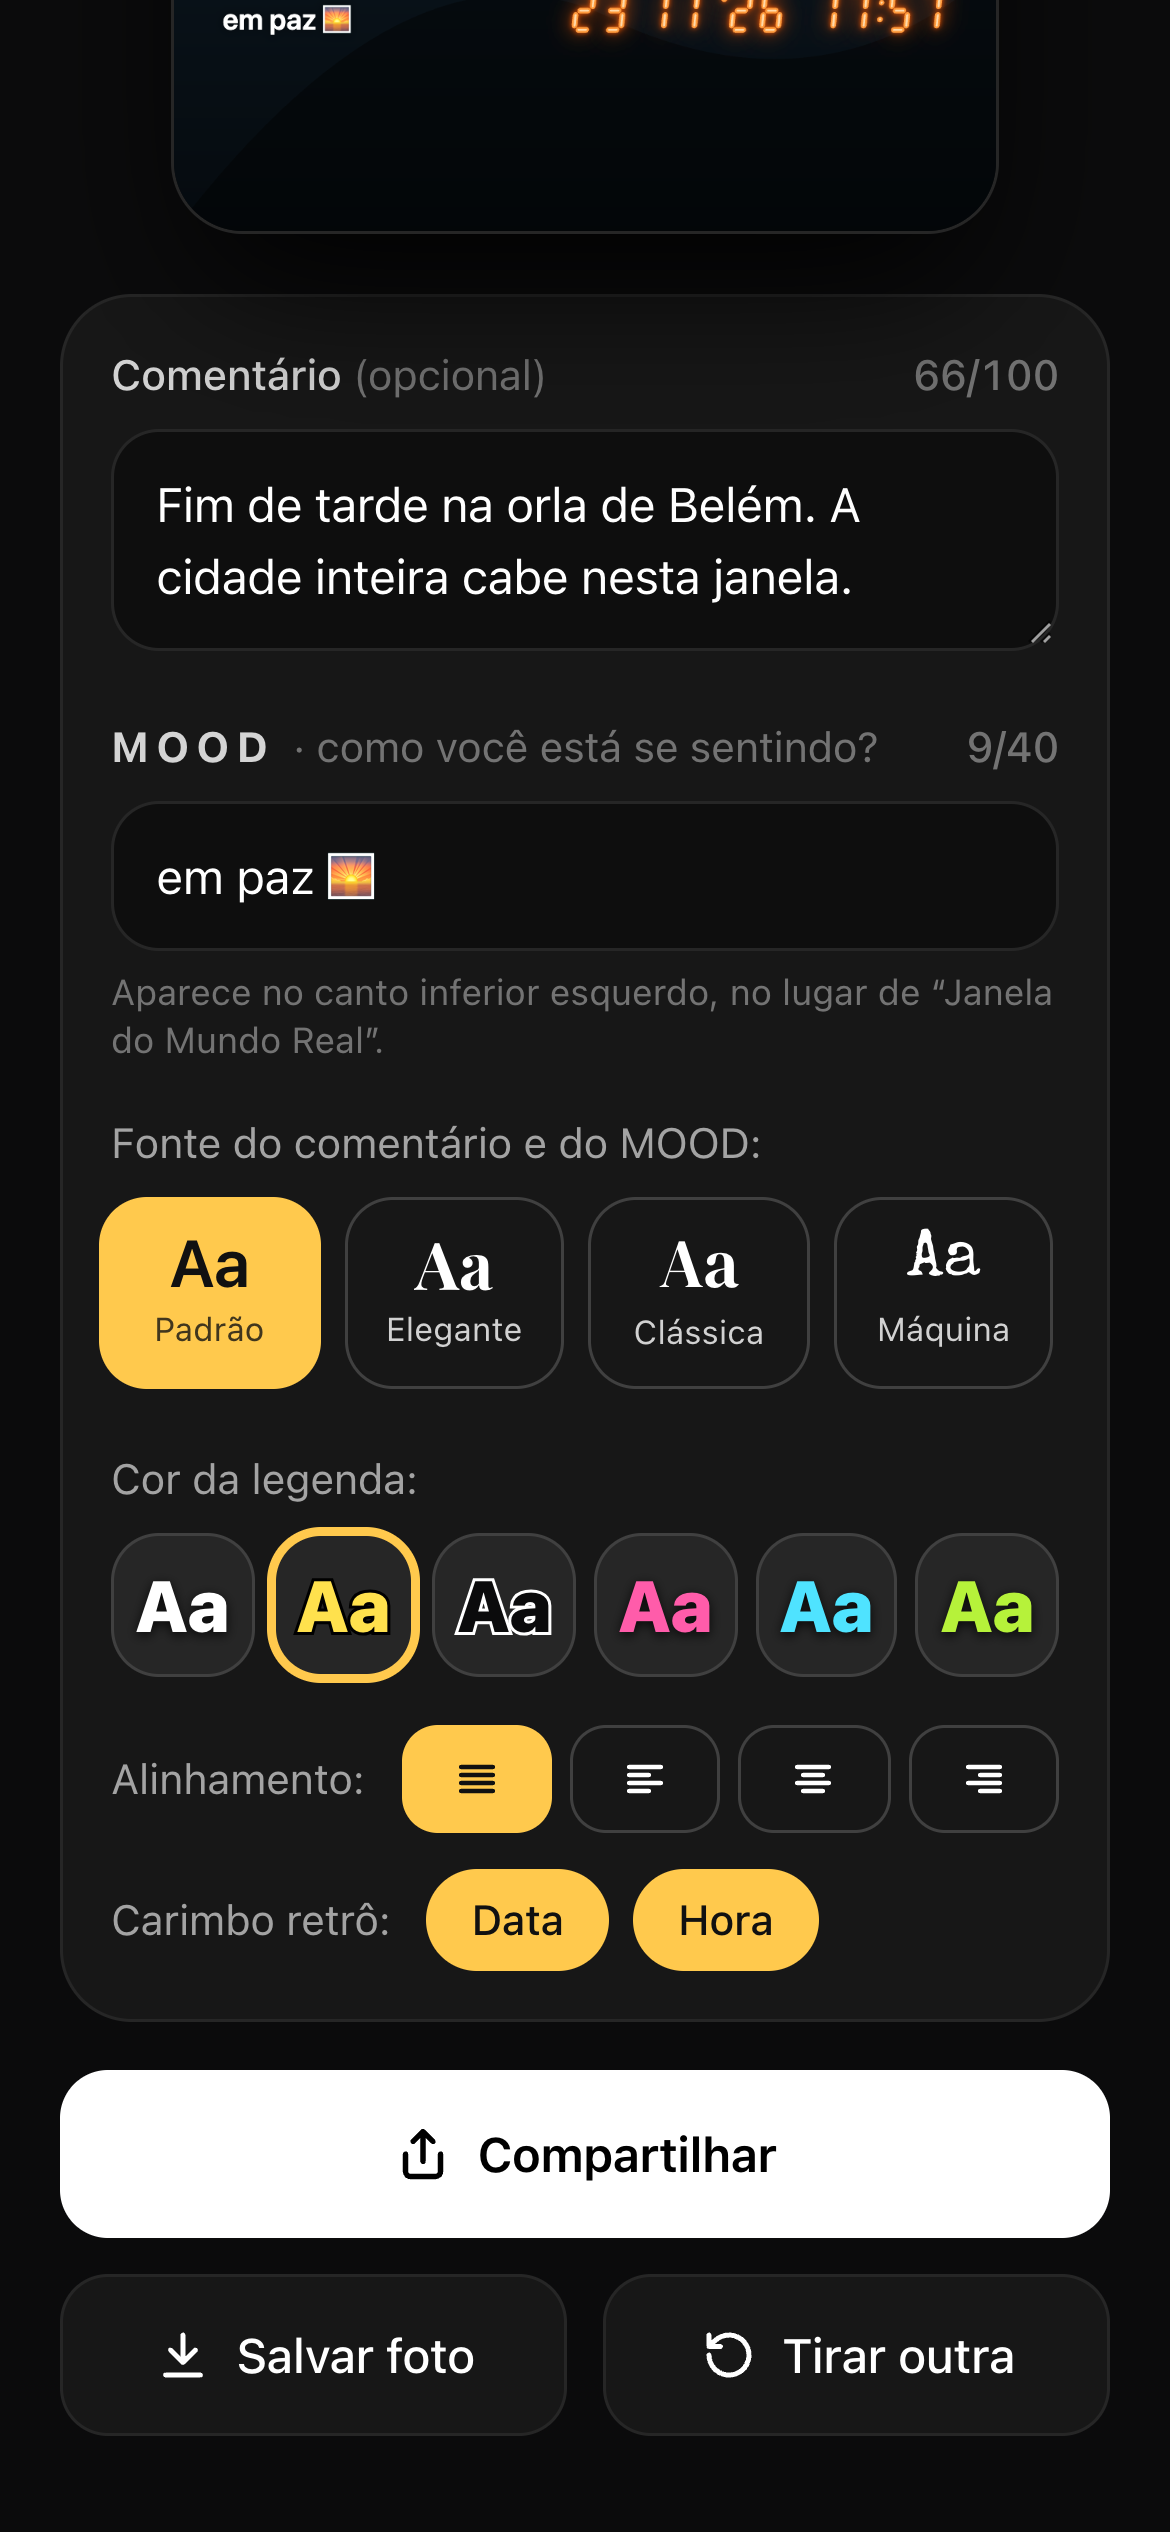 em paz 🌅
23 11 '26 11:51
Comentário (opcional) 66/100
Fim de tarde na orla de Belém. A
cidade inteira cabe nesta janela.
MOOD · como você está se sentindo? 9/40
em paz 🌅
Aparece no canto inferior esquerdo, no lugar de “Janela
do Mundo Real”.
Fonte do comentário e do MOOD:
Aa Aa Aa Aa
Padrão Elegante Clássica Máquina
Cor da legenda:
Aa Aa Aa Aa Aa Aa
Alinhamento:
Carimbo retrô: Data Hora
Compartilhar
Salvar foto Tirar outra